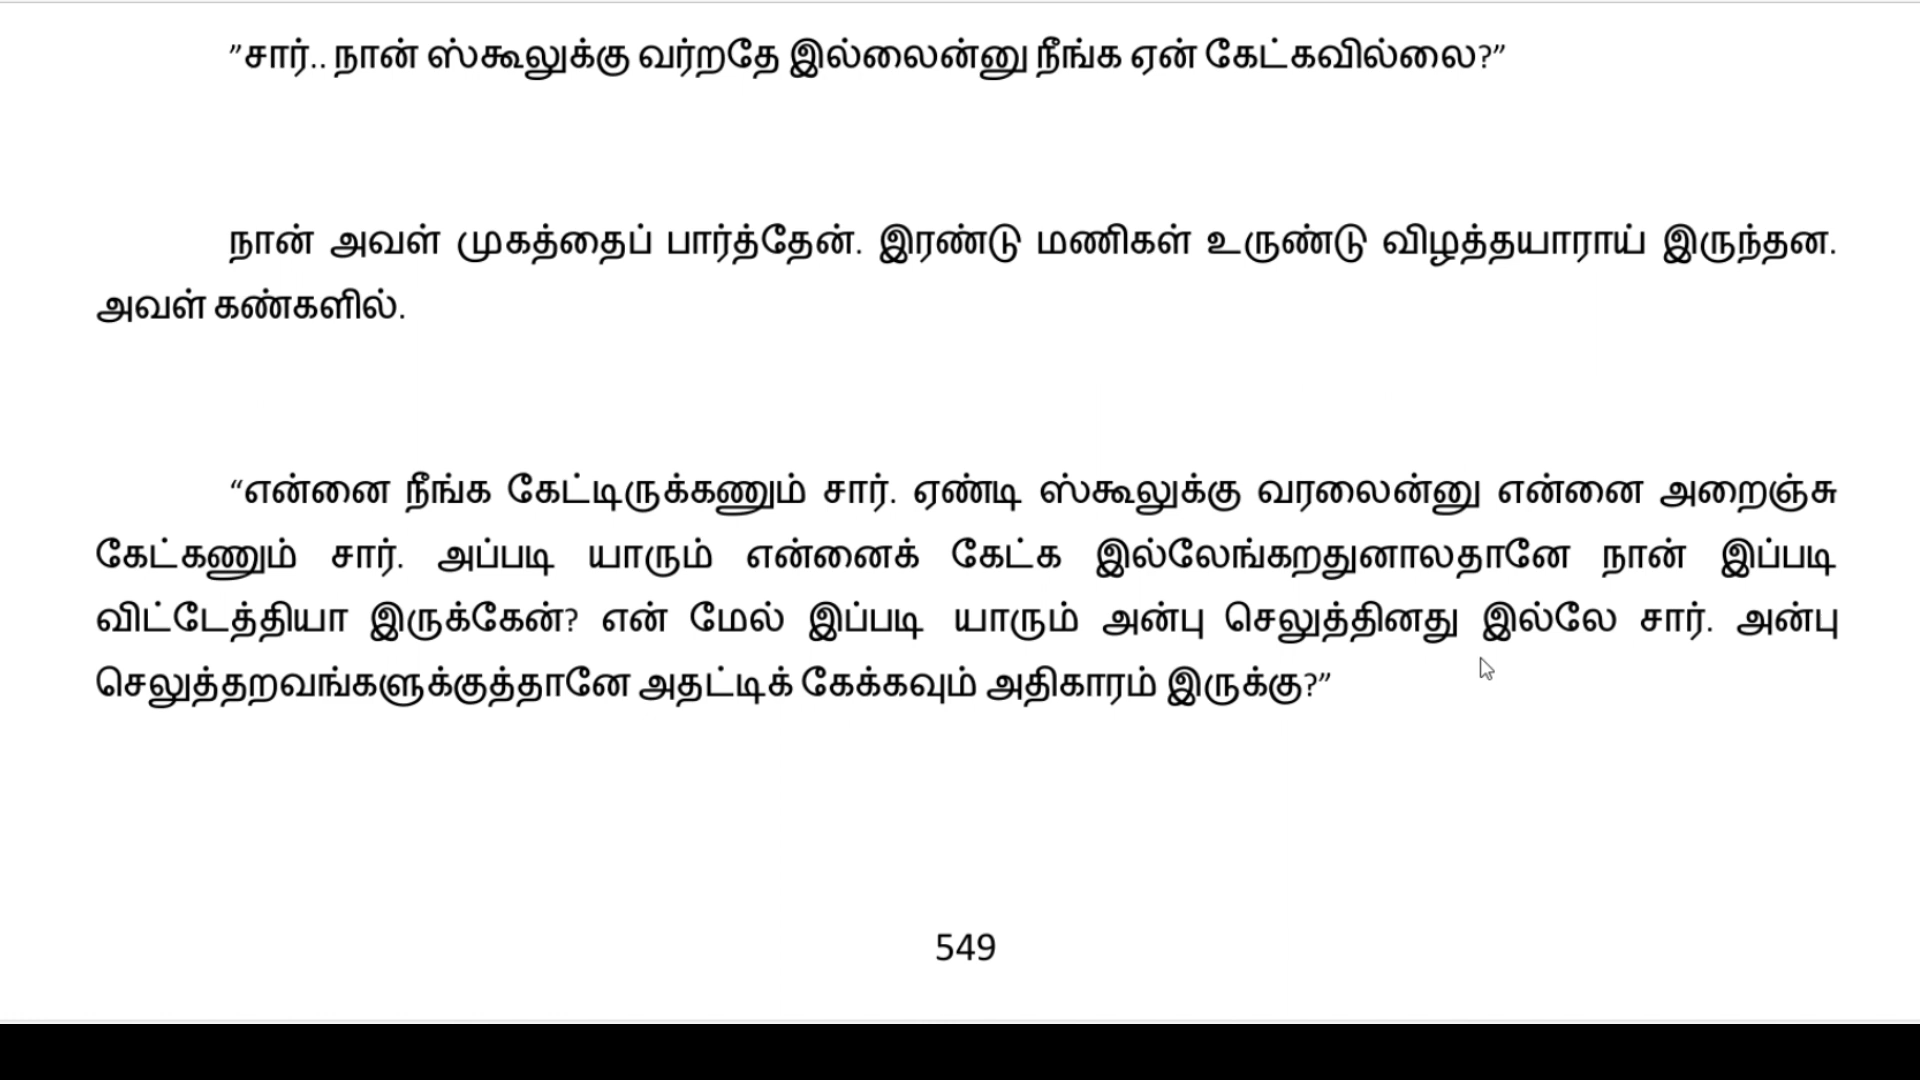 ”சார்.. நான் ஸ்கூலுக்கு வர்றதே இல்லைன்னு நீங்க ஏன் கேட்கவில்லை?”
நான் அவள் முகத்தைப் பார்த்தேன். இரண்டு மணிகள் உருண்டு விழத்தயாராய் இருந்தன.
அவள் கண்களில்.
“என்னை நீங்க கேட்டிருக்கணும் சார். ஏண்டி ஸ்கூலுக்கு வரலைன்னு என்னை அறைஞ்சு
கேட்கணும் சார். அப்படி யாரும் என்னைக் கேட்க இல்லேங்கறதுனாலதானே நான் இப்படி
விட்டேத்தியா இருக்கேன்? என் மேல் இப்படி யாரும் அன்பு செலுத்தினது இல்லே சார். அன்பு
செலுத்தறவங்களுக்குத்தானே அதட்டிக் கேக்கவும் அதிகாரம் இருக்கு?”
549